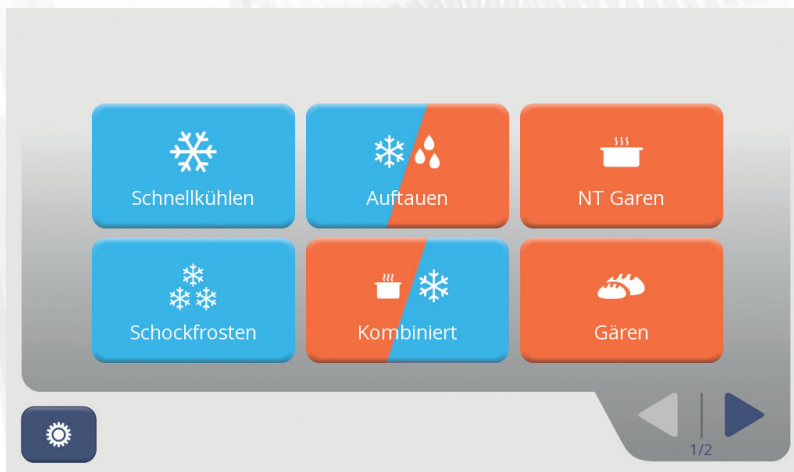 Schnellkühlen
Auftauen
NT Garen
Schockfrosten
Kombiniert
Gären
1/2